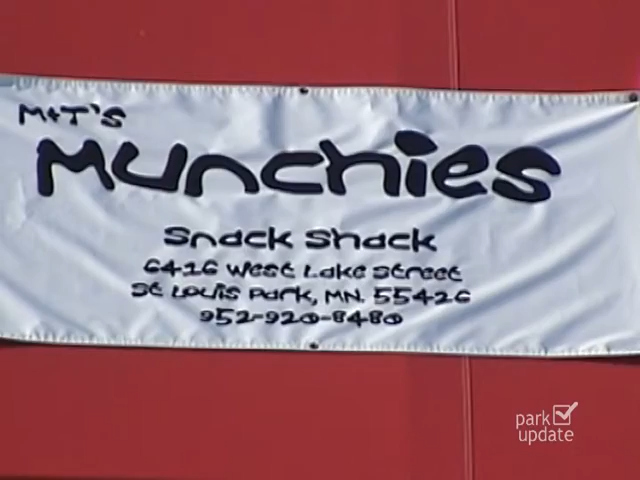 M+T'S
Munchies
Snack Shack
6416 West Lake Street
St Louis Park, MN. 55426
952-920-8480
park
update